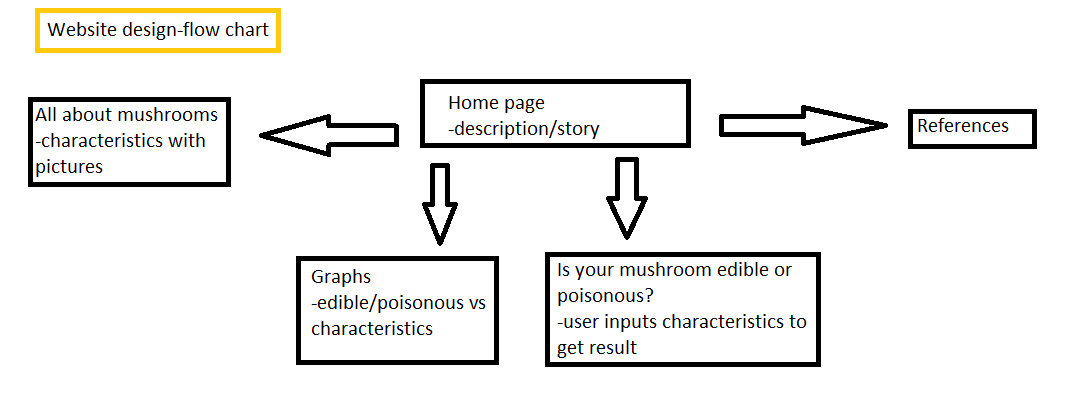 Website design-flow chart
Home page
-description/story
All about mushrooms
-characteristics with
pictures
References
Graphs
-edible/poisonous vs
characteristics
Is your mushroom edible or
poisonous?
-user inputs characteristics to
get result